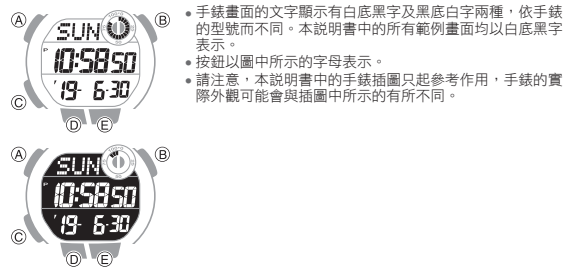 A
B
SUN
P 10:58 50
'19- 6-30
C
D
E
A
B
SUN
P 10:58 50
'19- 6-30
C
D
E
• 手錶畫面的文字顯示有白底黑字及黑底白字兩種，依手錶
的型號而不同。本説明書中的所有範例畫面均以白底黑字
表示。
• 按鈕以圖中所示的字母表示。
• 請注意，本説明書中的手錶插圖只起參考作用，手錶的實
際外觀可能會與插圖中所示的有所不同。